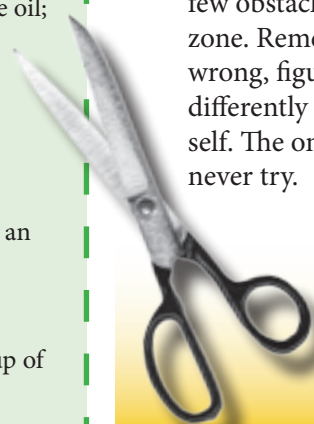 e oil;
an
up of
few obstac
zone. Reme
wrong, figu
differently
self. The or
never try.